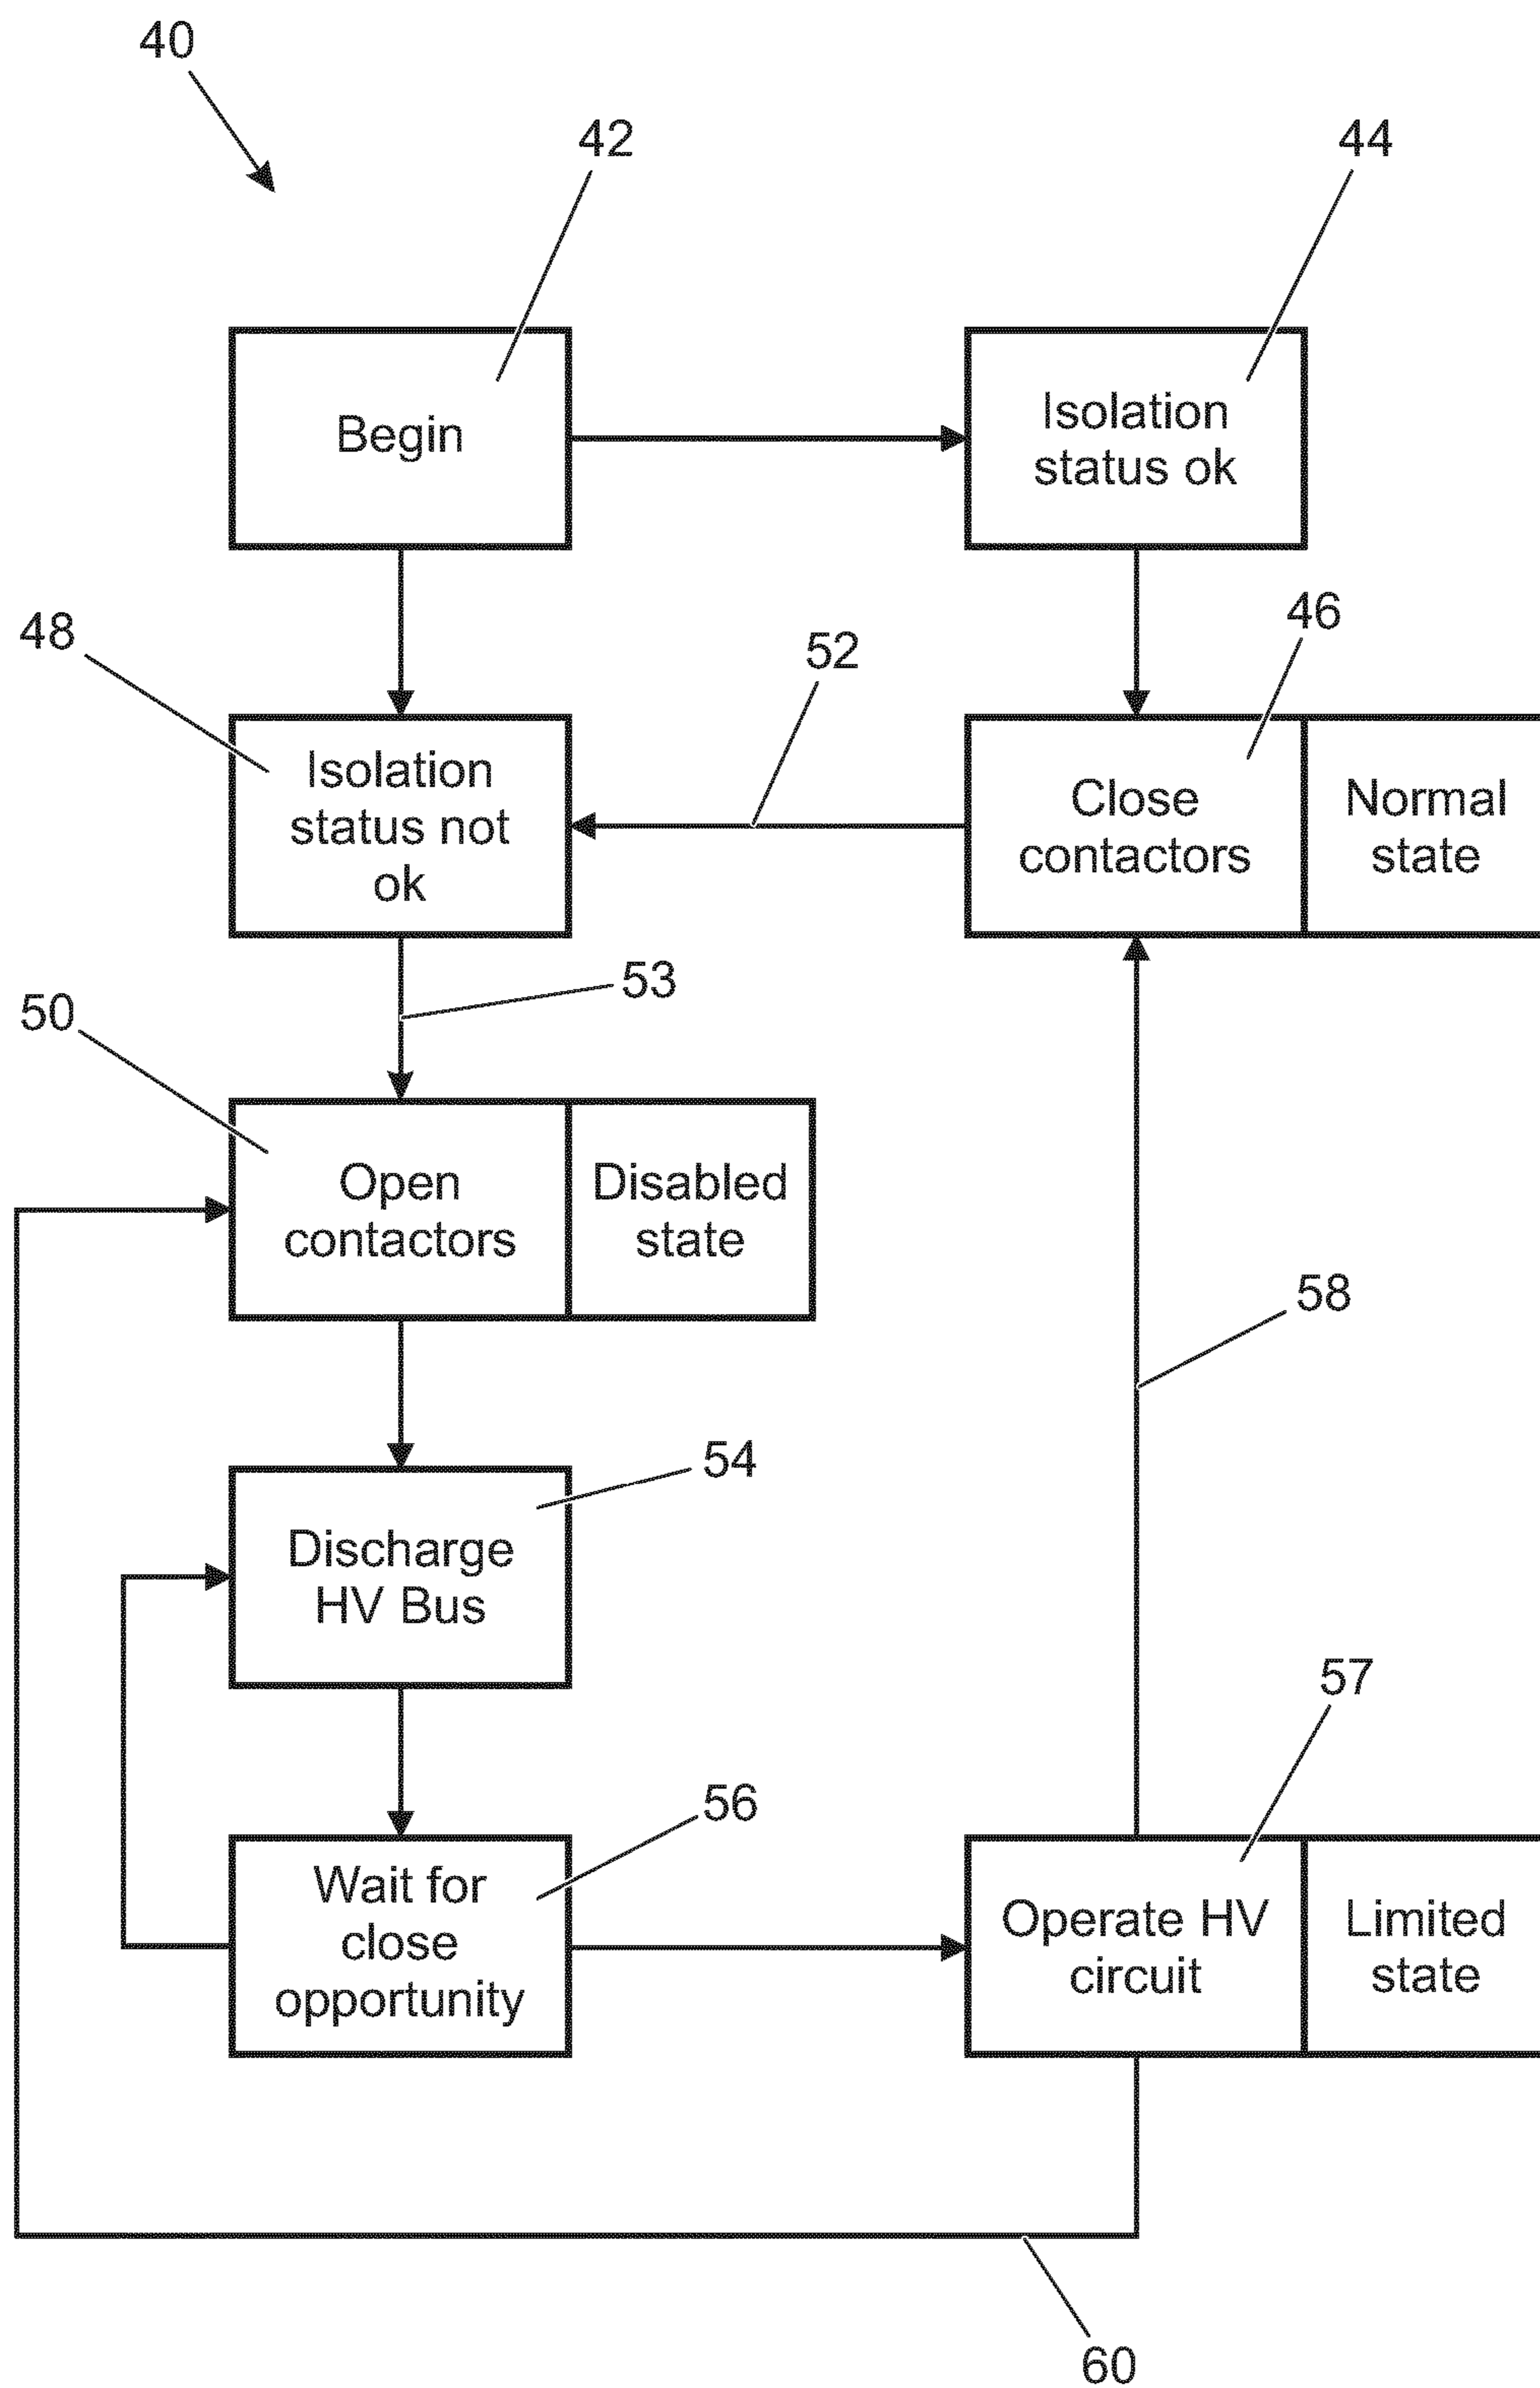 40
42
44
Begin
Isolation
status ok
48
52
46
Isolation
status not
ok
Close
contactors
Normal
state
53
50
Open
contactors
Disabled
state
58
54
Discharge
HV Bus
57
56
Wait for
close
opportunity
Operate HV
circuit
Limited
state
60